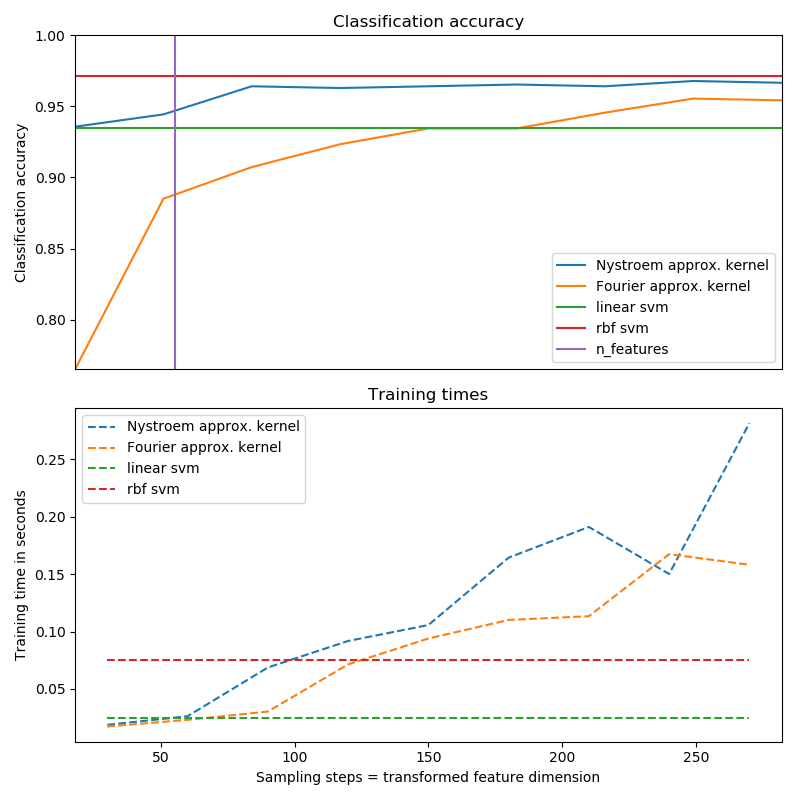 Classification accuracy
1.00
0.95
0.90
0.85
0.80
Classification accuracy
Nystroem approx. kernel
Fourier approx. kernel
linear svm
rbf svm
n_features
Training times
Nystroem approx. kernel
Fourier approx. kernel
linear svm
rbf svm
0.25
0.20
0.15
0.10
0.05
Training time in seconds
50
100
150
200
250
Sampling steps = transformed feature dimension